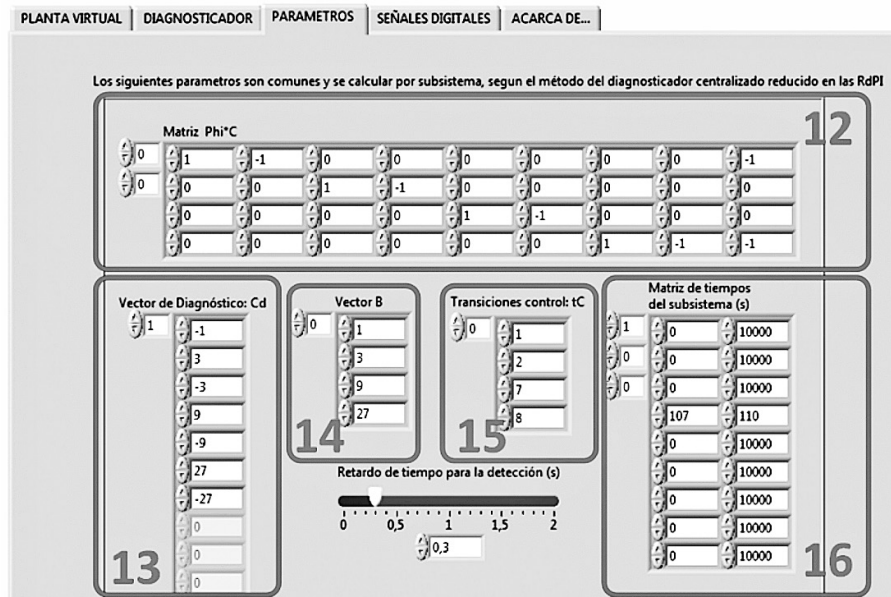 PLANTA VIRTUAL DIAGNOSTICADOR PARAMETROS SEÑALES DIGITALES ACARCA DE...
Los siguientes parametros son comunes y se calcular por subsistema, segun el método del diagnosticador centralizado reducido en las RdPI
12
Matriz Phi*C
0 1 -1 0 0 0 0 0 0 -1
0 0 0 1 -1 0 0 0 0 0
0 0 0 0 1 -1 0 0 0
0 0 0 0 0 0 1 -1 -1
Vector de Diagnóstico: Cd
1 -1
3
-3
9
-9
27
-27
0
0
0
13
Vector B
0 1
3
9
27
14
Transiciones control: tC
0 1
2
7
8
15
Retardo de tiempo para la detección (s)
0 0,5 1 1,5 2
0,3
Matriz de tiempos
del subsistema (s)
1 0 10000
0 0 10000
0 0 10000
107 110
0 10000
0 10000
0 10000
0 10000
0 10000
16